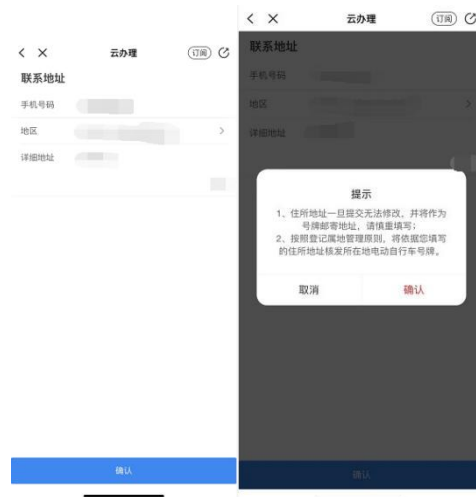 云办理
订阅
联系地址
手机号码
地区
详细地址
确认
云办理
订阅
联系地址
手机号码
地区
详细地址
提示
1、住所地址一旦提交无法修改，并将作为
号牌邮寄地址，请慎重填写；
2、按照登记属地管理原则，将依据您填写
的住所地址核发所在地电动自行车号牌。
取消
确认
确认